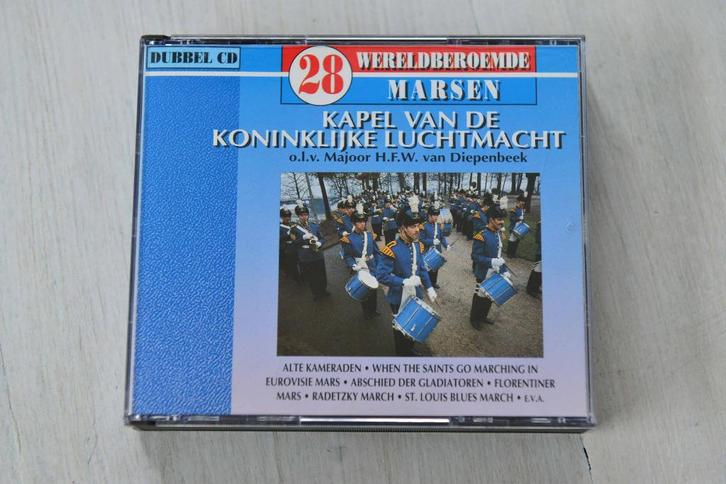 DUBBEL CD
28 WERELDBEROEMDE
MARSEN
KAPEL VAN DE
KONINKLIJKE LUCHTMACHT
o.l.v. Majoor H.F.W. van Diepenbeek
ALTE KAMERADEN • WHEN THE SAINTS GO MARCHING IN
EUROVISIE MARS • ABSCHIED DER GLADIATOREN • FLORENTINER
MARS • RADETZKY MARCH • ST. LOUIS BLUES MARCH • E.V.A.